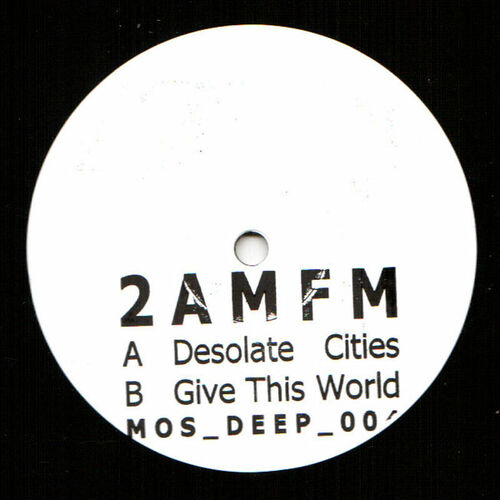 2AMFM
A Desolate Cities
B Give This World
MOS_DEEP_00